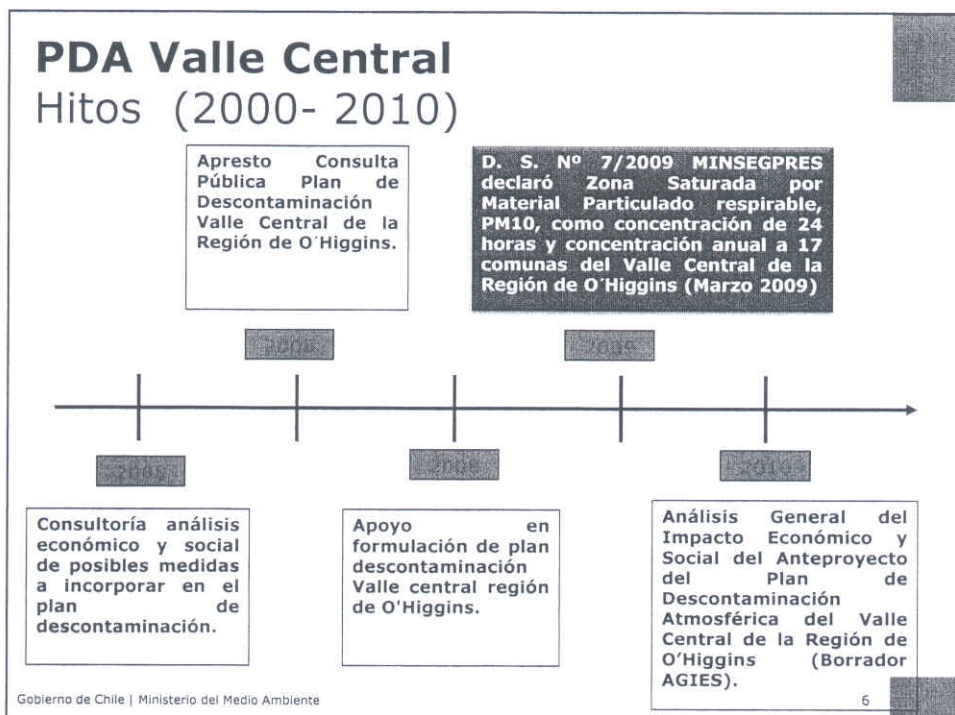 PDA Valle Central
Hitos (2000- 2010)
Apresto Consulta
Pública Plan de
Descontaminación
Valle Central de la
Región de O´Higgins.
D. S. Nº 7/2009 MINSEGPRES
declaró Zona Saturada por
Material Particulado respirable,
PM10, como concentración de 24
horas y concentración anual a 17
comunas del Valle Central de la
Región de O´Higgins (Marzo 2009)
2009
2008
Consultoría análisis
económico y social
de posibles medidas
a incorporar en el
plan de
descontaminación.
Apoyo en
formulación de plan
descontaminación
Valle central región
de O'Higgins.
Análisis General del
Impacto Económico y
Social del Anteproyecto
del Plan de
Descontaminación
Atmosférica del Valle
Central de la Región de
O’Higgins (Borrador
AGIES).
Gobierno de Chile | Ministerio del Medio Ambiente
6